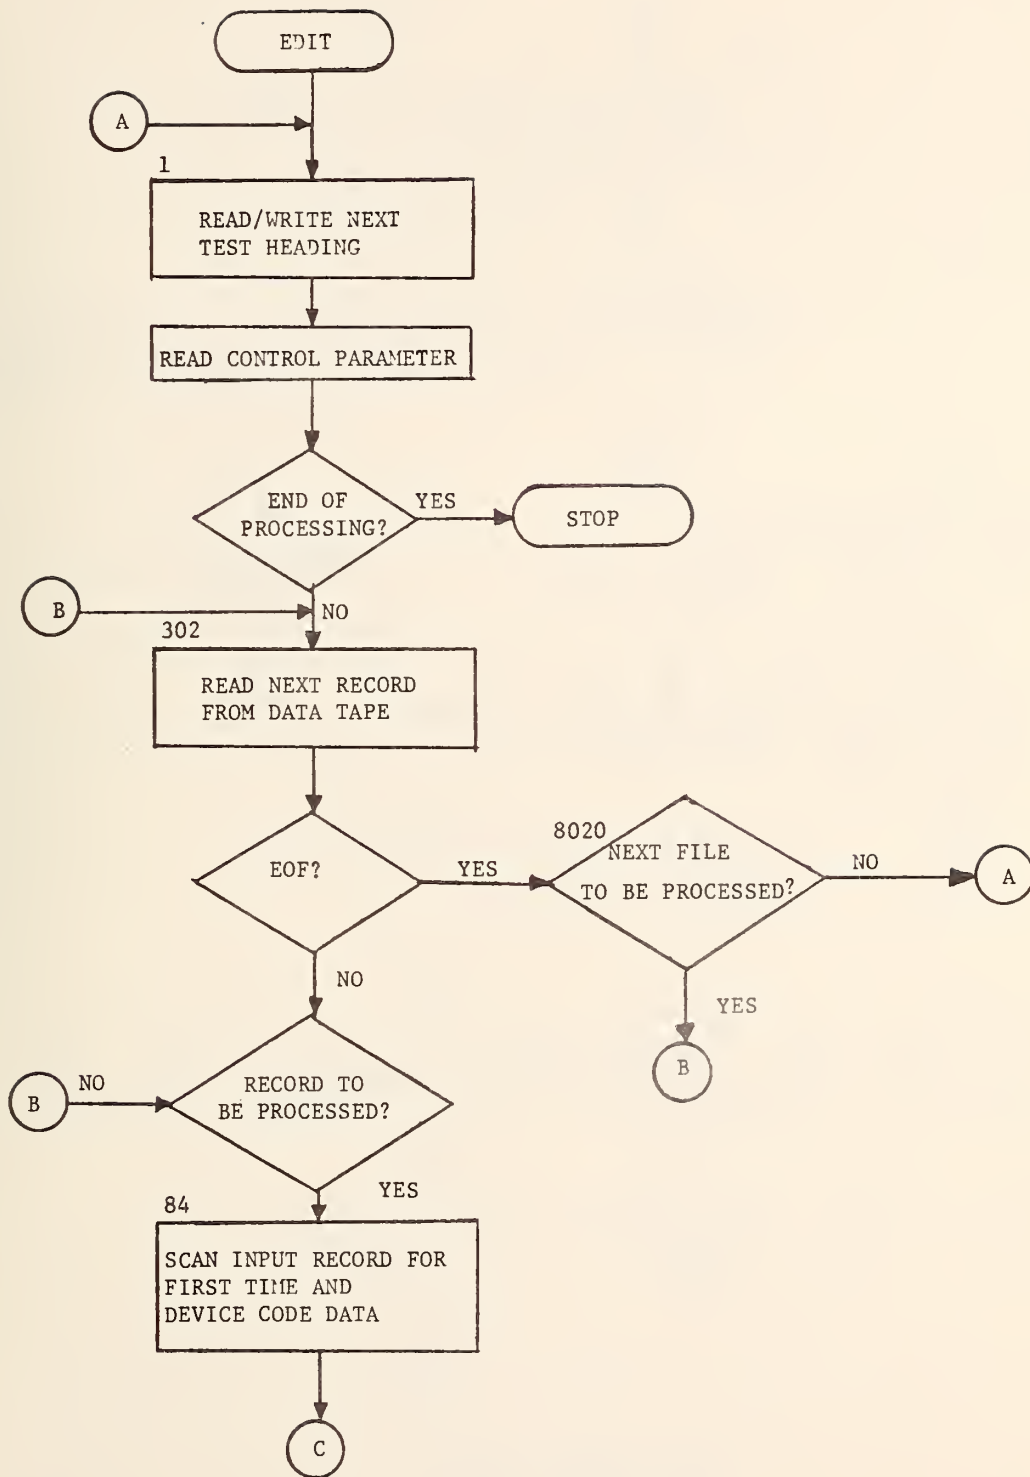 EDIT
A
1
READ/WRITE NEXT
TEST HEADING
READ CONTROL PARAMETER
END OF
PROCESSING?
YES
STOP
B
NO
302
READ NEXT RECORD
FROM DATA TAPE
EOF?
YES
8020
NEXT FILE
TO BE PROCESSED?
NO
A
NO
YES
B
B
NO
RECORD TO
BE PROCESSED?
YES
84
SCAN INPUT RECORD FOR
FIRST TIME AND
DEVICE CODE DATA
C